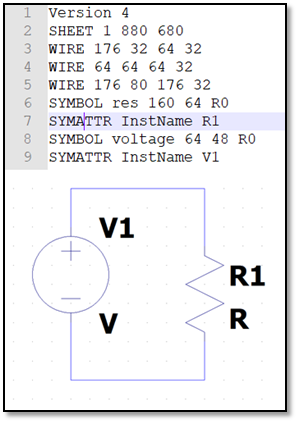 1 Version 4
2 SHEET 1 880 680
3 WIRE 176 32 64 32
4 WIRE 64 64 64 32
5 WIRE 176 80 176 32
6 SYMBOL res 160 64 R0
7 SYMATTR InstName R1
8 SYMBOL voltage 64 48 R0
9 SYMATTR InstName V1
V1
R1
V
R